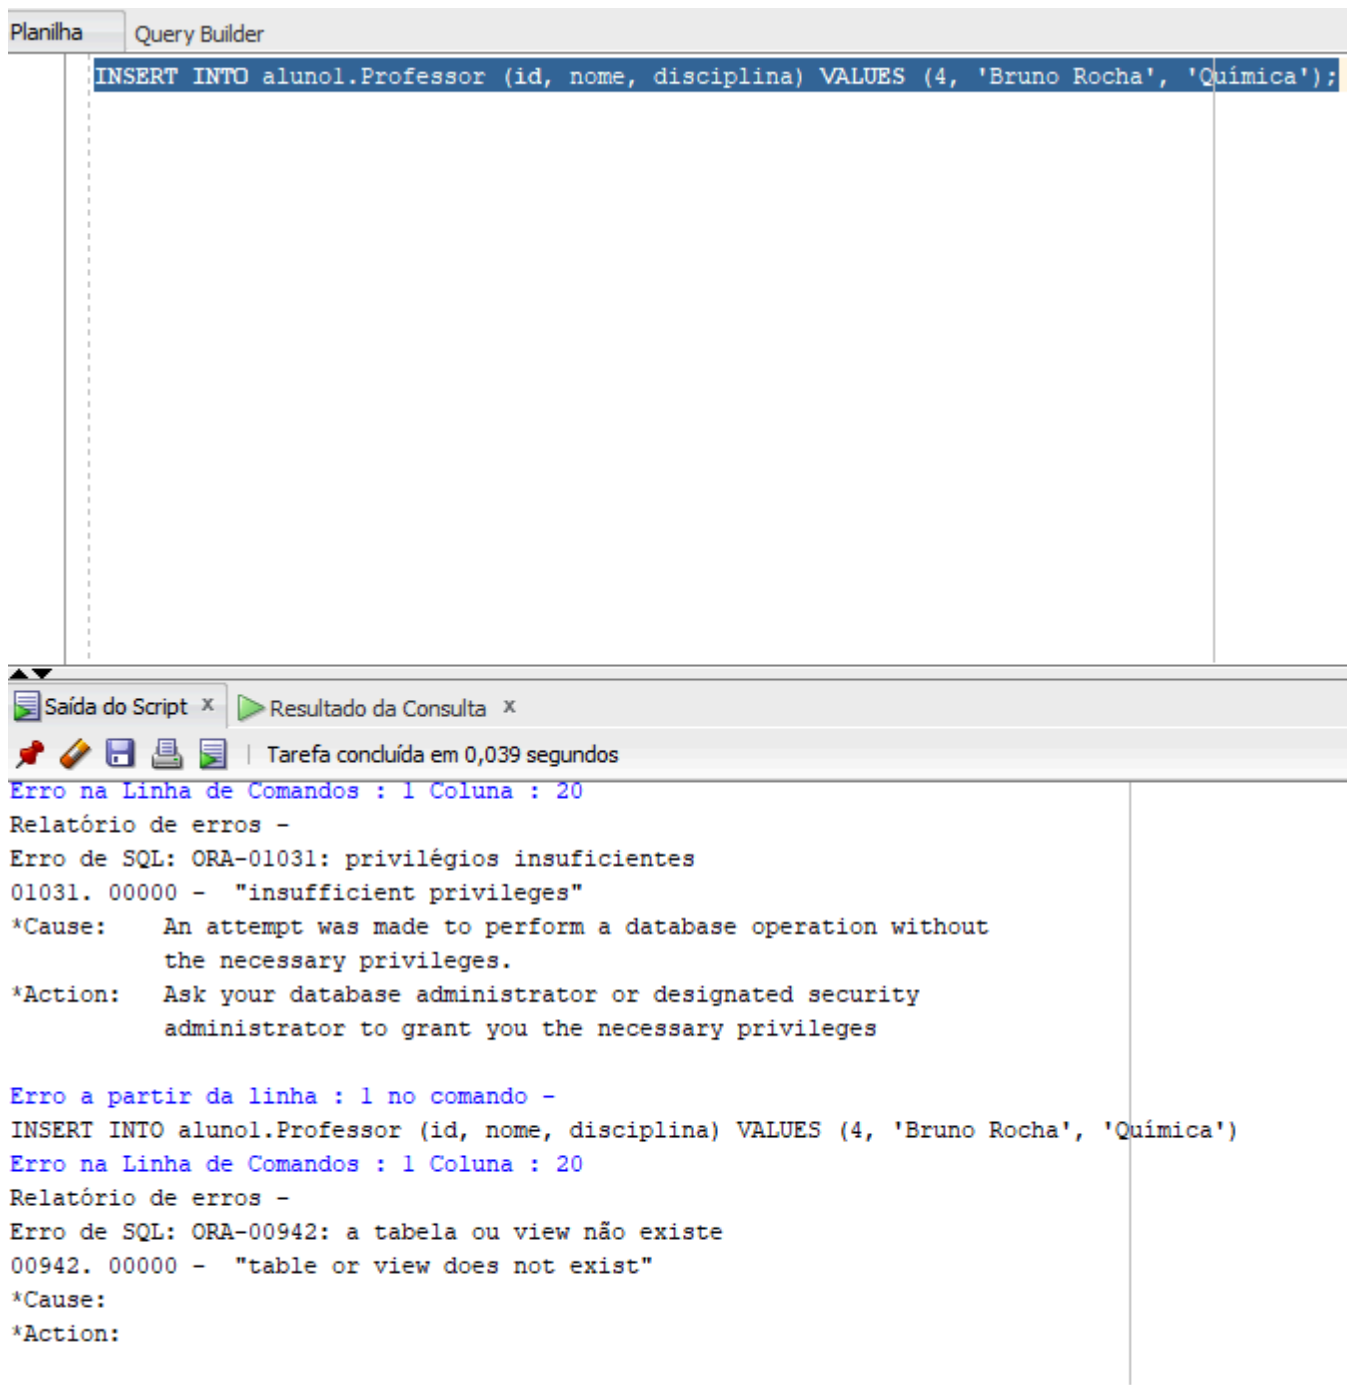 Planilha
Query Builder
INSERT INTO aluno1.Professor (id, nome, disciplina) VALUES (4, 'Bruno Rocha', 'Química');
Saída do Script x
Resultado da Consulta x
Tarefa concluída em 0,039 segundos
Erro na Linha de Comandos : 1 Coluna : 20
Relatório de erros -
Erro de SQL: ORA-01031: privilégios insuficientes
01031. 00000 -  "insufficient privileges"
*Cause:    An attempt was made to perform a database operation without
the necessary privileges.
*Action:   Ask your database administrator or designated security
administrator to grant you the necessary privileges
Erro a partir da linha : 1 no comando -
INSERT INTO aluno1.Professor (id, nome, disciplina) VALUES (4, 'Bruno Rocha', 'Química')
Erro na Linha de Comandos : 1 Coluna : 20
Relatório de erros -
Erro de SQL: ORA-00942: a tabela ou view não existe
00942. 00000 -  "table or view does not exist"
*Cause:
*Action: